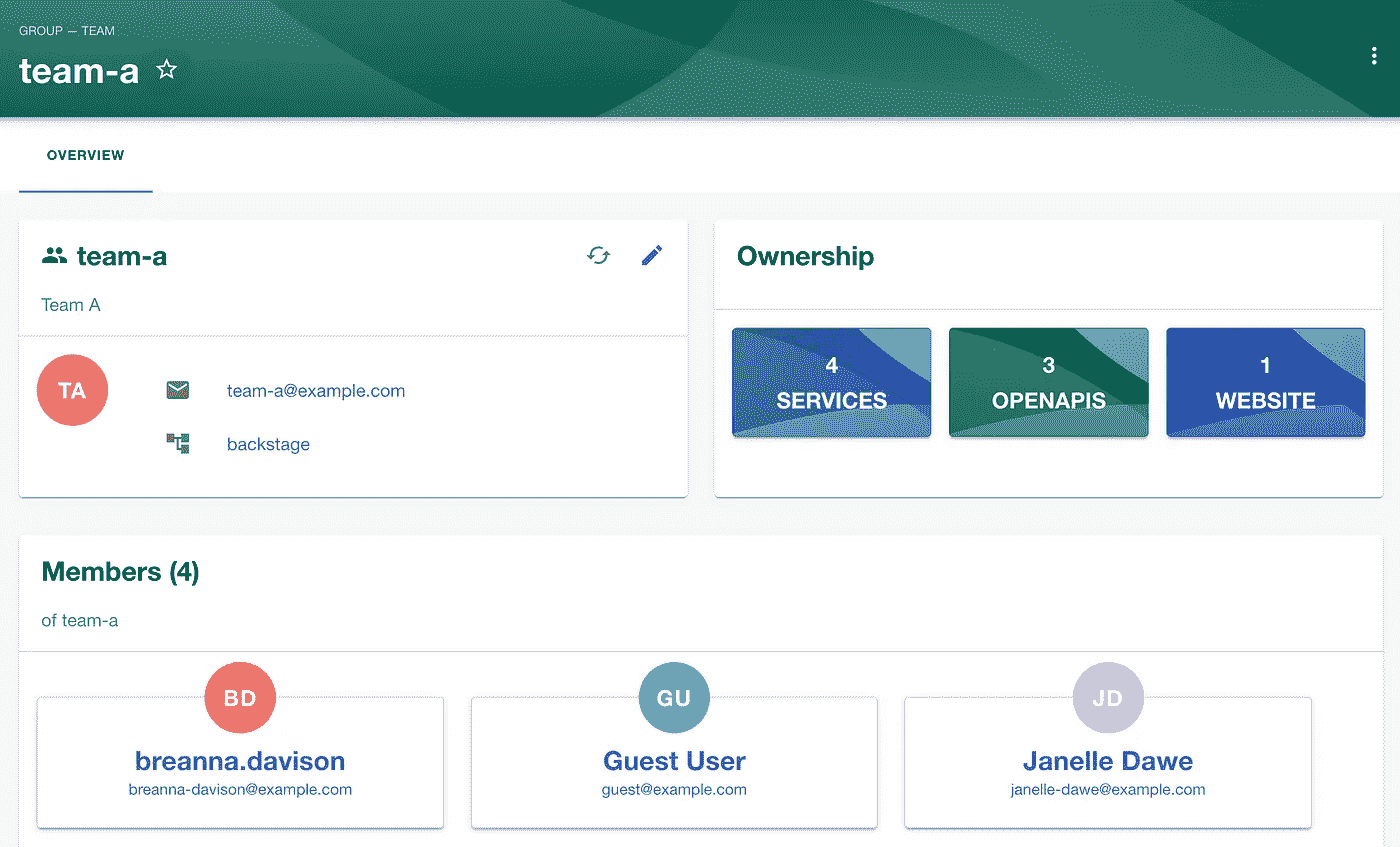 GROUP — TEAM
team-a
OVERVIEW
team-a
Team A
TA
team-a@example.com
backstage
Ownership
4
SERVICES
3
OPENAPIS
1
WEBSITE
Members (4)
of team-a
BD
breanna.davison
breanna-davison@example.com
GU
Guest User
guest@example.com
JD
Janelle Dawe
janelle-dawe@example.com